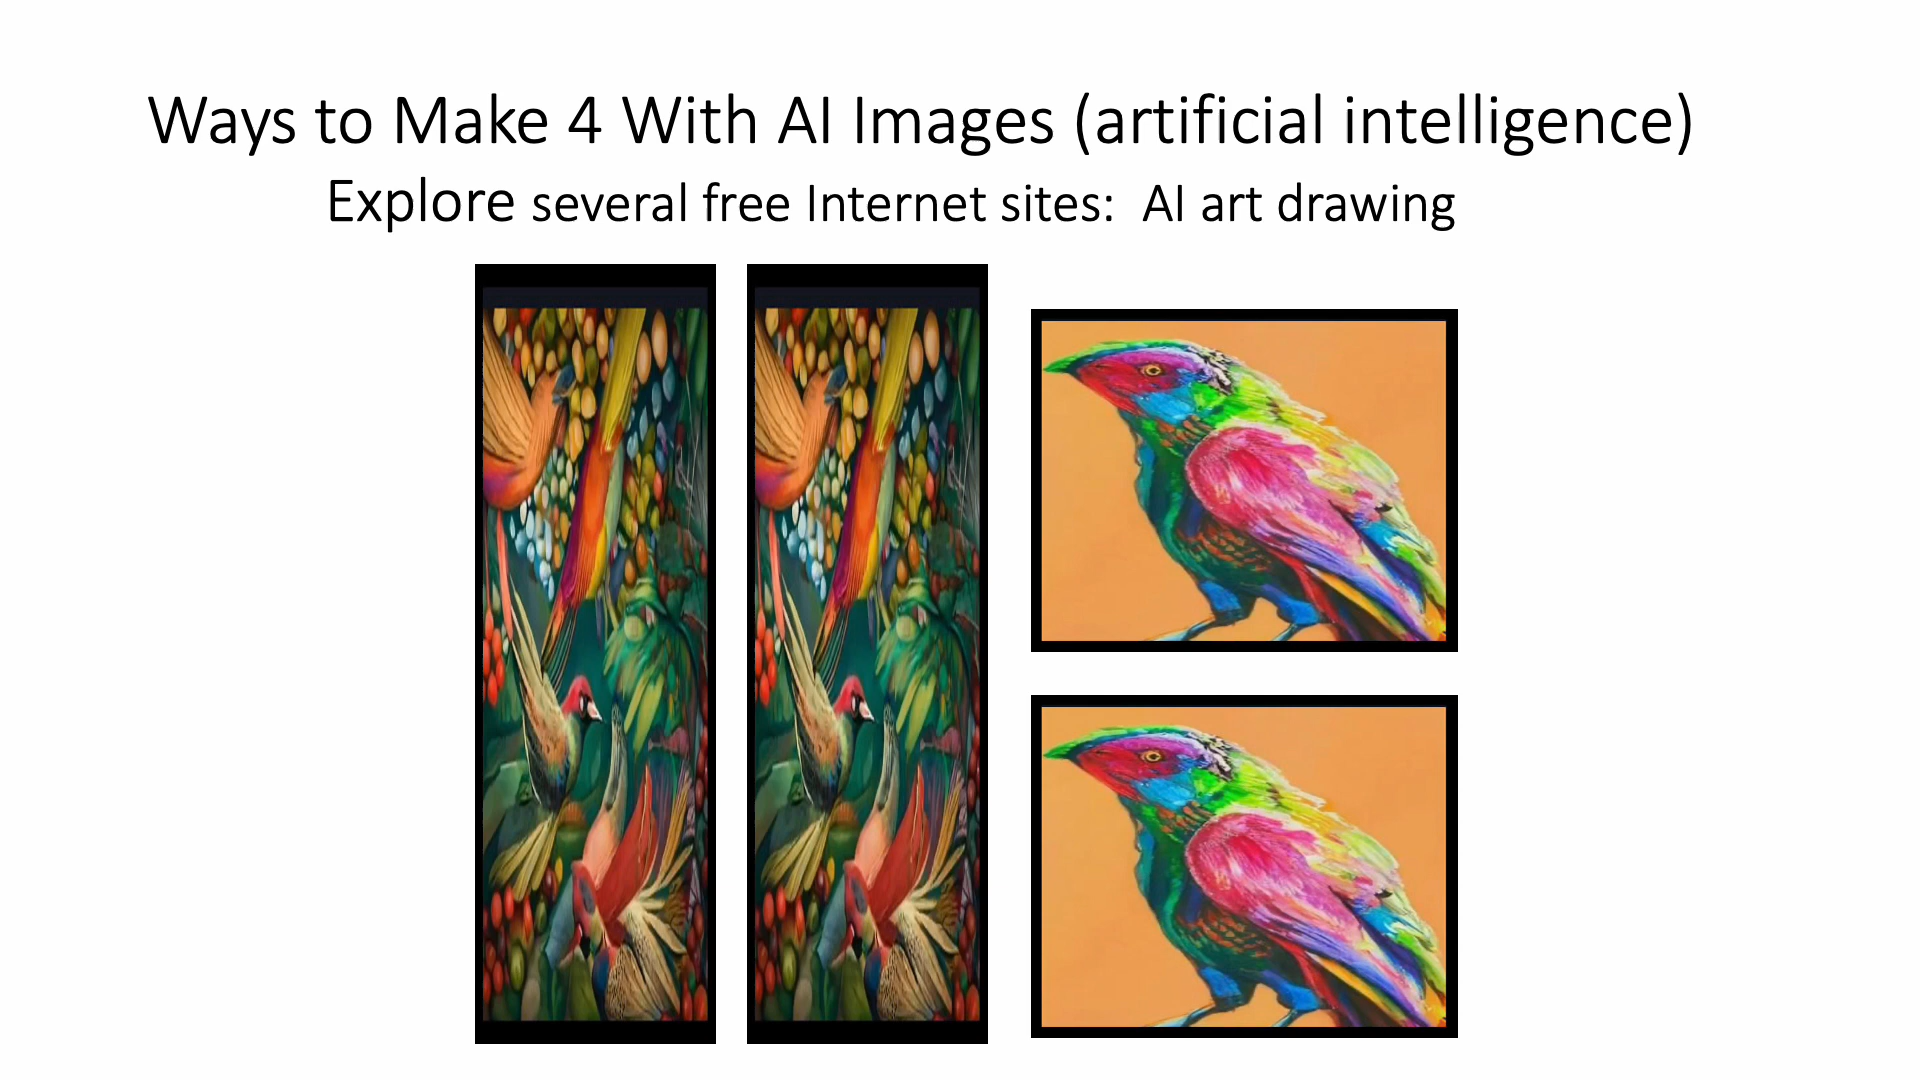 Ways to Make 4 With AI Images (artificial intelligence)
Explore several free Internet sites:  AI art drawing